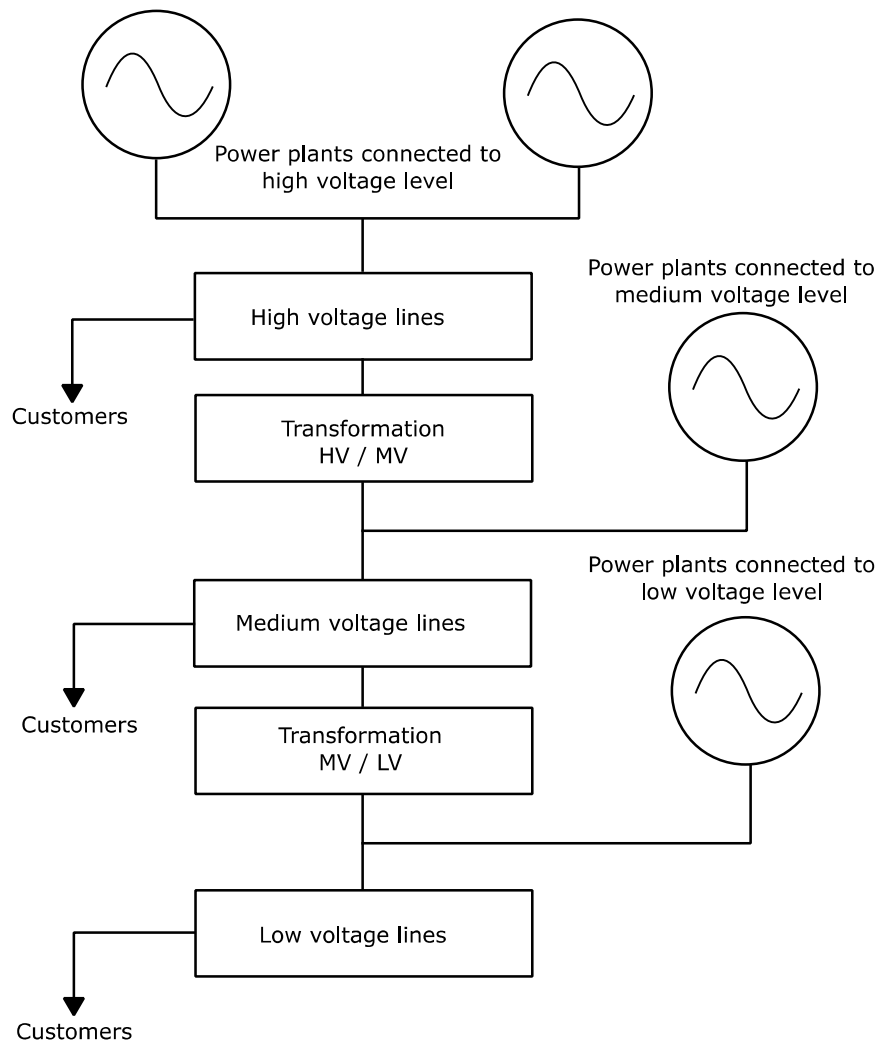 Power plants connected to
high voltage level
Power plants connected to
medium voltage level
High voltage lines
Customers
Transformation
HV / MV
Power plants connected to
low voltage level
Medium voltage lines
Customers
Transformation
MV / LV
Low voltage lines
Customers